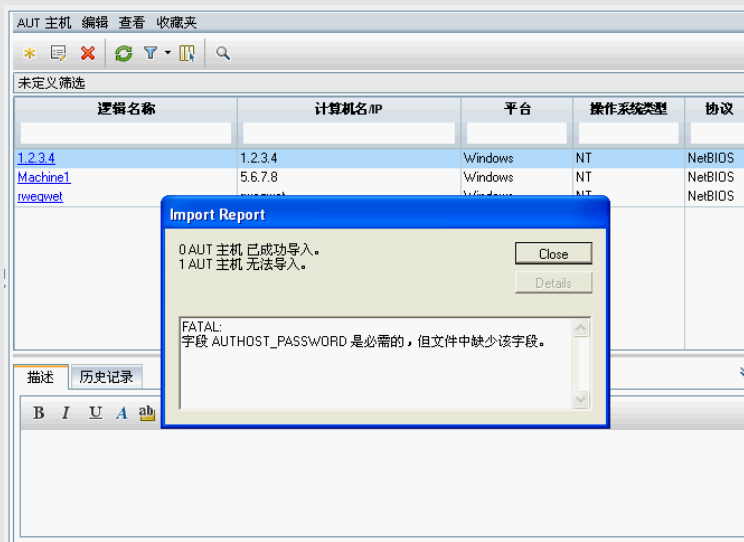 AUT 主机 编辑 查看 收藏夹
未定义筛选
逻辑名称 计算机名/IP 平台 操作系统类型 协议
1.2.3.4 1.2.3.4 Windows NT NetBIOS
Machine1 5.6.7.8 Windows NT NetBIOS
rweqwet rweqwet Windows NT NetBIOS
Import Report
0 AUT 主机 已成功导入。
1 AUT 主机 无法导入。
Close
Details
FATAL:
字段 AUTHOST_PASSWORD 是必需的，但文件中缺少该字段。
描述 历史记录
B I U A ab